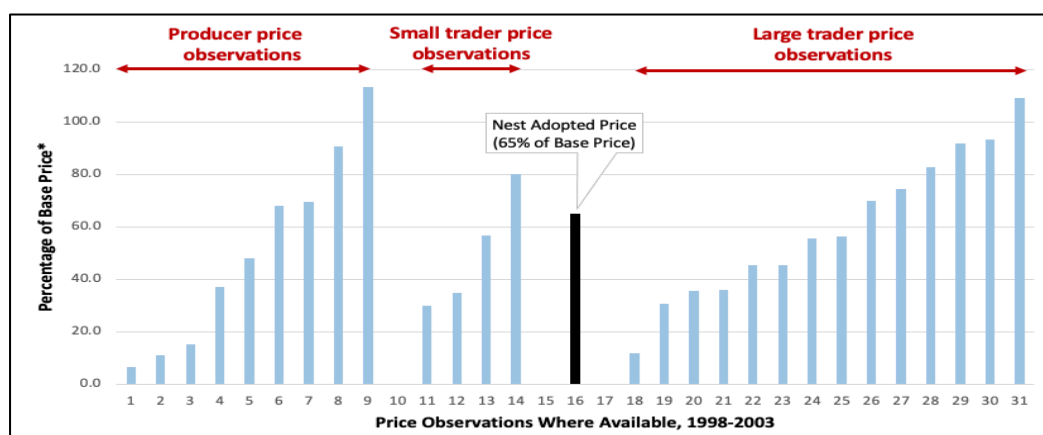 Producer price
observations
Small trader price
observations
Large trader price
observations
120.0
100.0
80.0
60.0
40.0
20.0
0.0
Percentage of Base Price*
Nest Adopted Price
(65% of Base Price)
1 2 3 4 5 6 7 8 9 10 11 12 13 14 15 16 17 18 19 20 21 22 23 24 25 26 27 28 29 30 31
Price Observations Where Available, 1998-2003